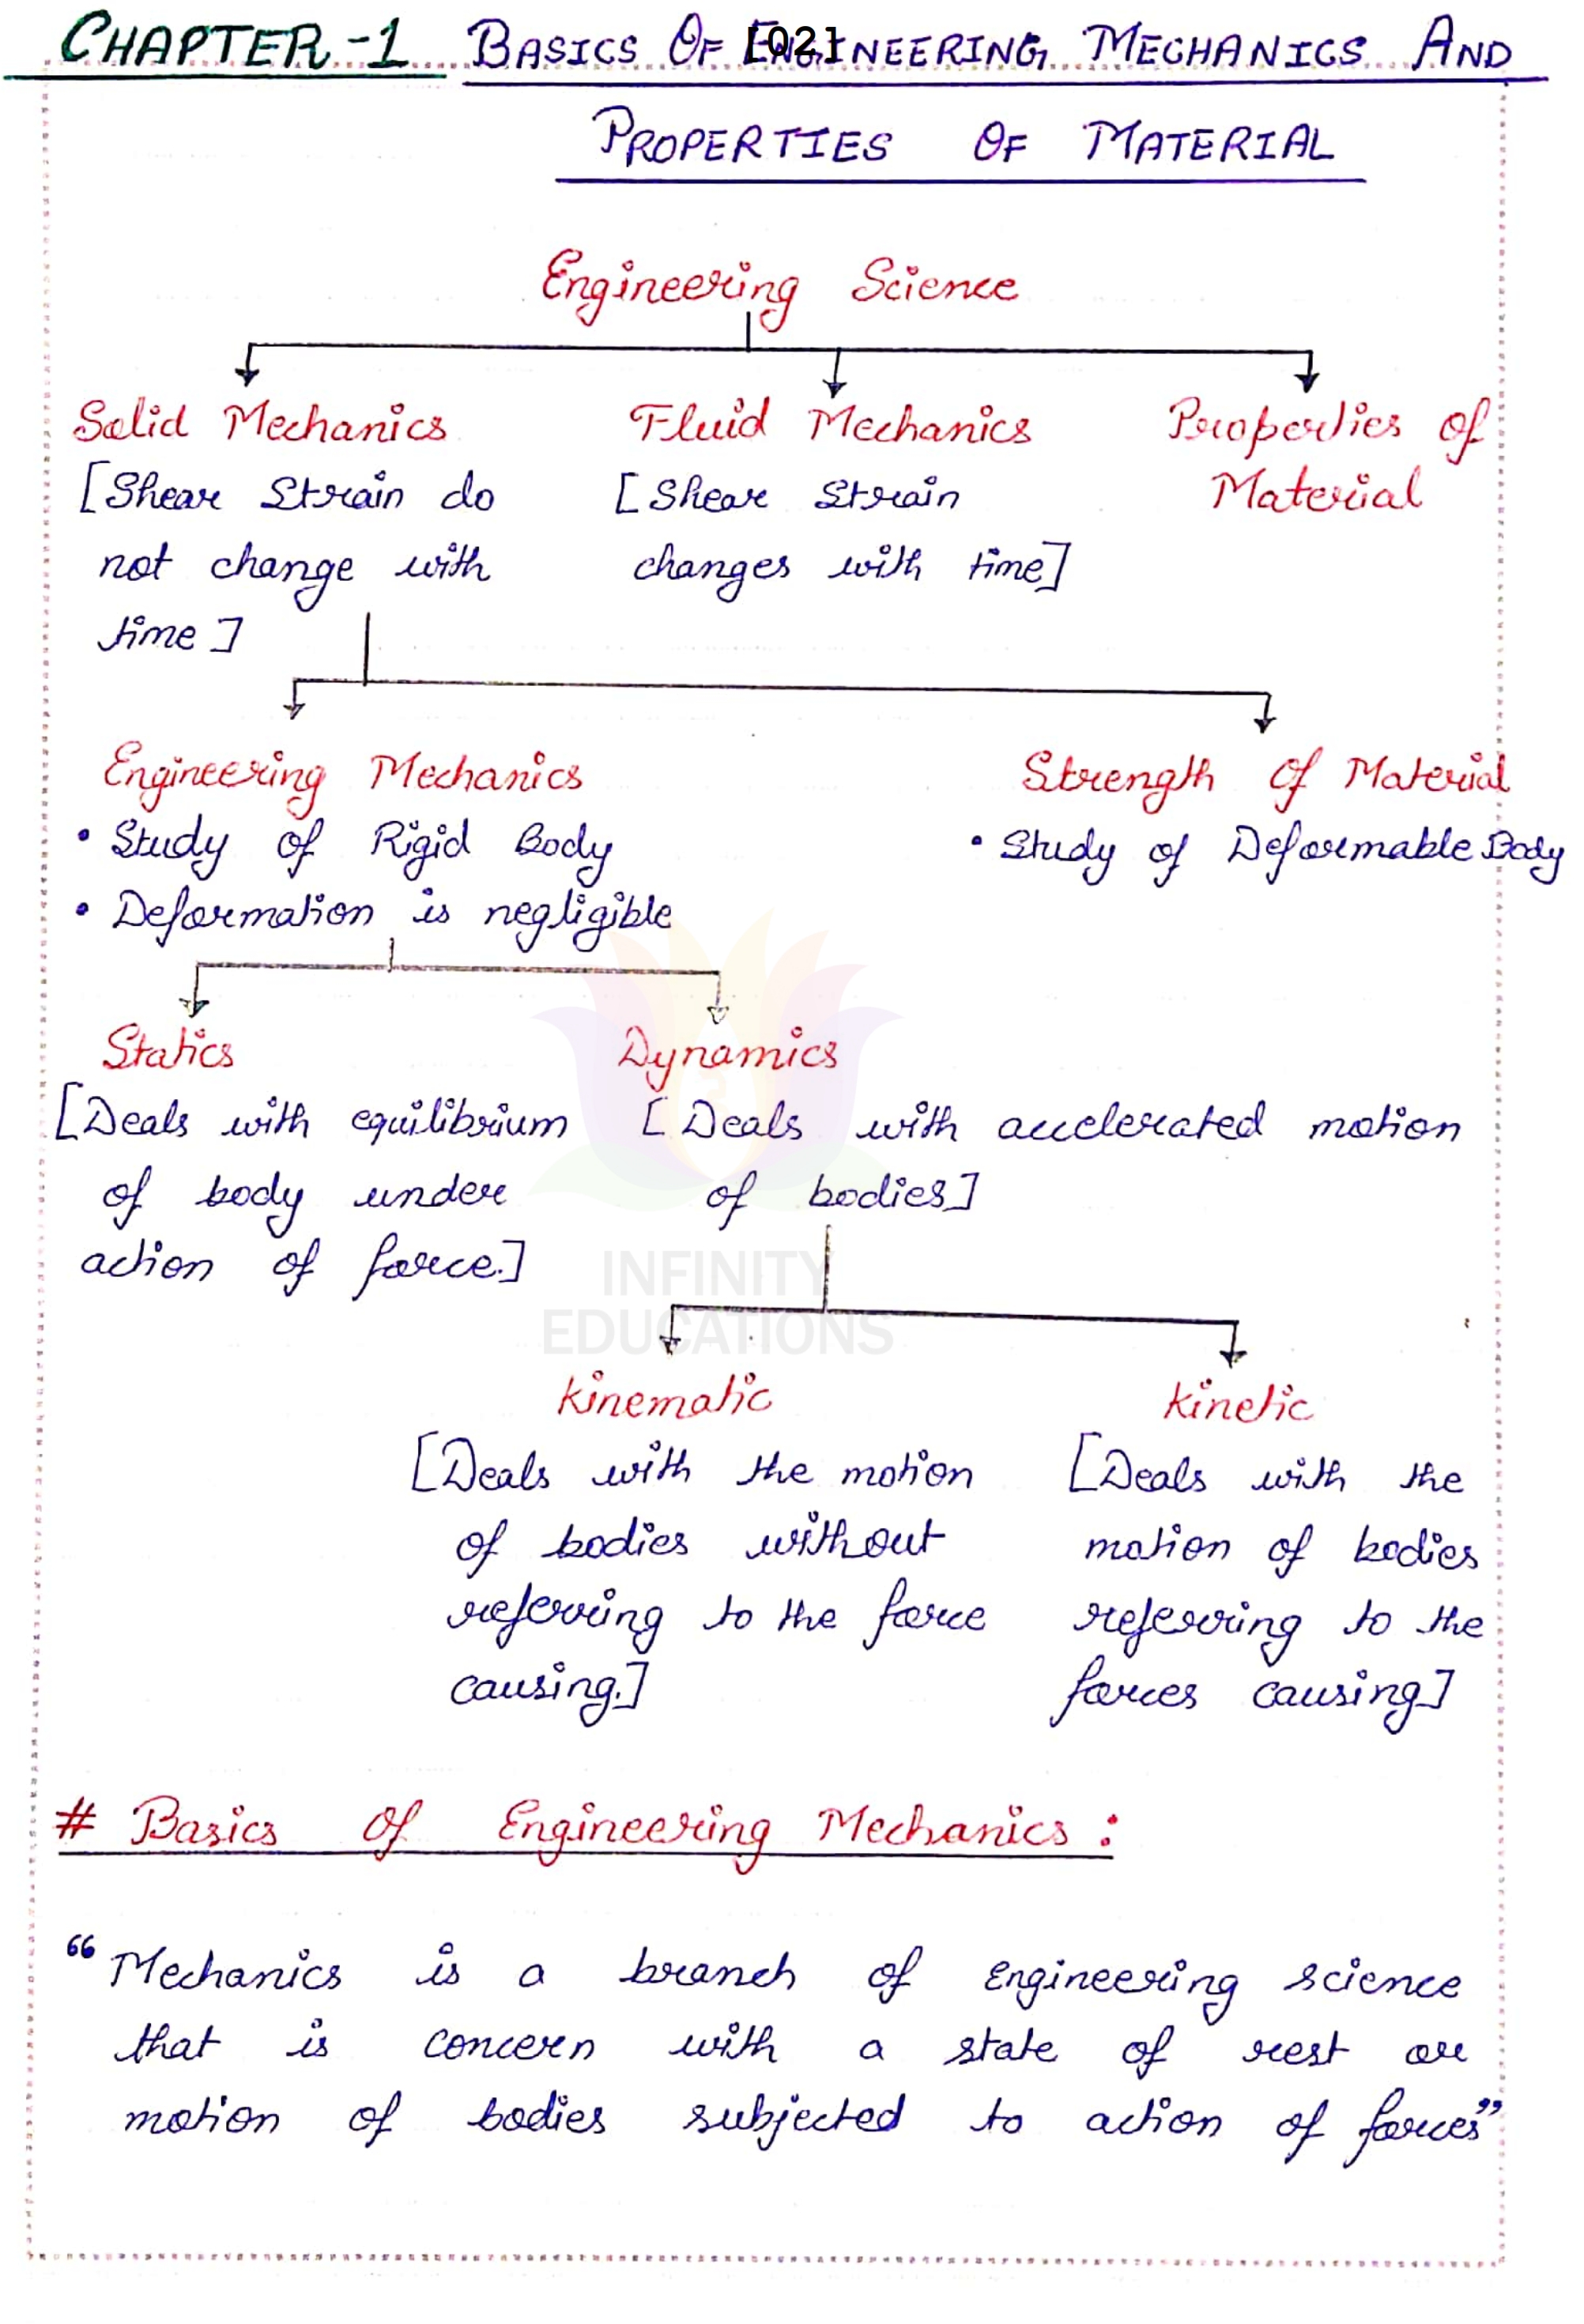 CHAPTER-1 BASICS OF ENGINEERING MECHANICS AND
[02]
PROPERTIES OF MATERIAL
Engineering Science
Solid Mechanics Fluid Mechanics Properties of
[Shear Strain do [Shear Strain Material
not change with changes with time]
time]
Engineering Mechanics Strength of Material
• Study of Rigid Body • Study of Deformable Body
• Deformation is negligible
Statics Dynamics
[Deals with equilibrium [Deals with accelerated motion
of body under of bodies]
action of force.]
INFINITY
EDUCATIONS
Kinematic Kinetic
[Deals with the motion [Deals with the
of bodies without motion of bodies
referring to the force referring to the
causing.] forces causing]
# Basics Of Engineering Mechanics :
“Mechanics is a branch of engineering science
that is concern with a state of rest or
motion of bodies subjected to action of forces”